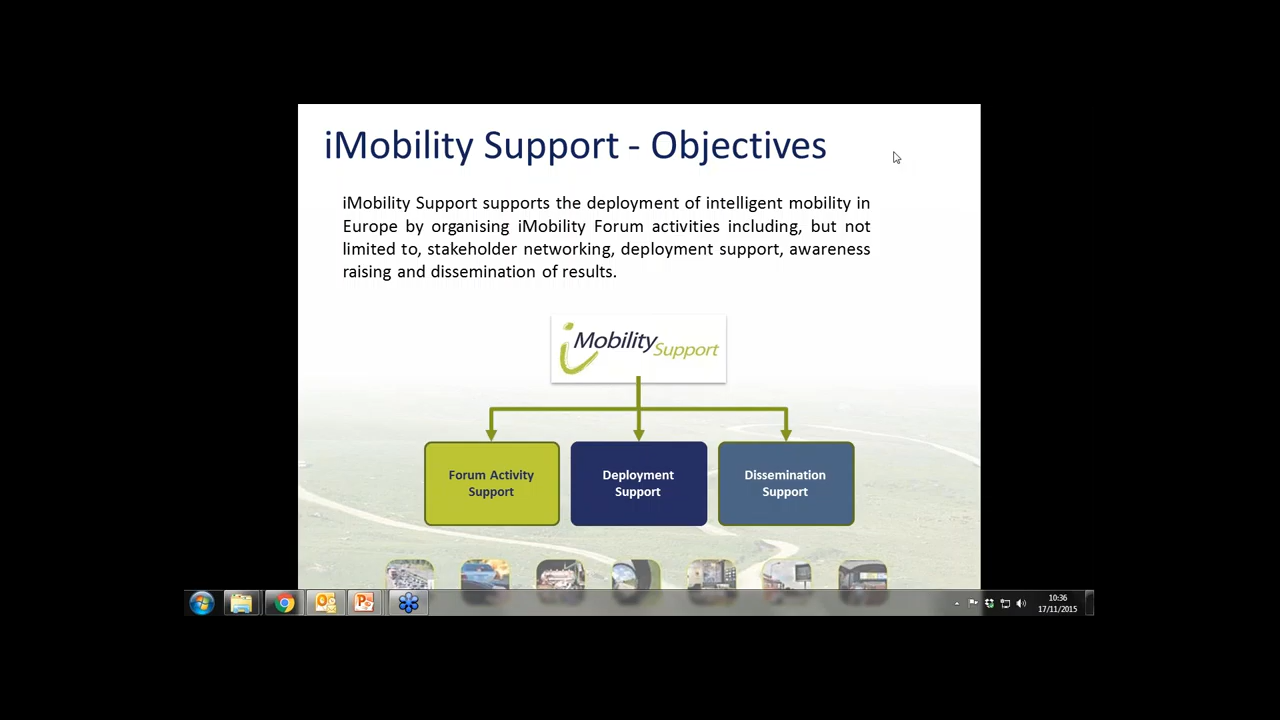 iMobility Support - Objectives
iMobility Support supports the deployment of intelligent mobility in
Europe by organising iMobility Forum activities including, but not
limited to, stakeholder networking, deployment support, awareness
raising and dissemination of results.
iMobility Support
Forum Activity
Support
Deployment
Support
Dissemination
Support
10:36
17/11/2015